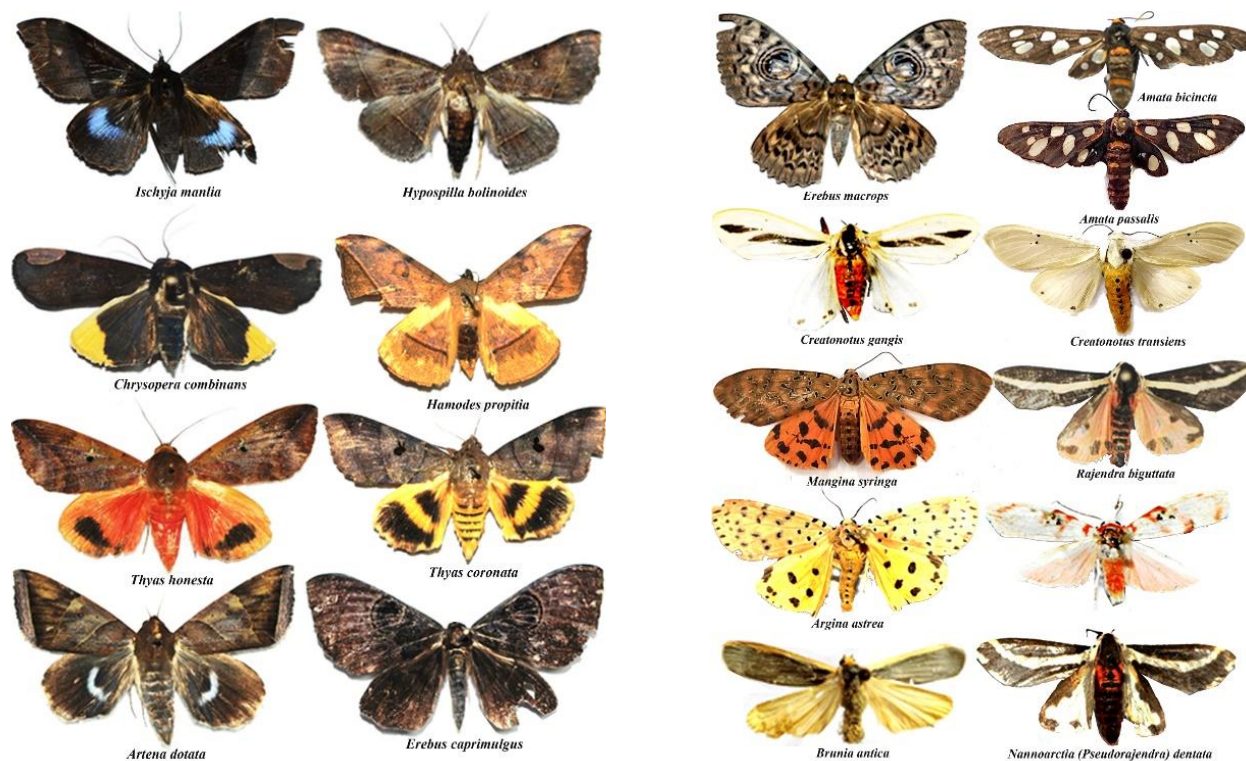 Ischyja manlia
Hypospilla bolinoides
Chrysopera combinans
Hamodes propitia
Thyas honesta
Thyas coronata
Artena dotata
Erebus caprimulgus
Erebus macrops
Amata bicincta
Amata passalis
Creatonotus gangis
Creatonotus transiens
Mangina syringa
Rajendra biguttata
Argina astrea
Brunia antica
Nannoarctia (Pseudorajendra) dentata